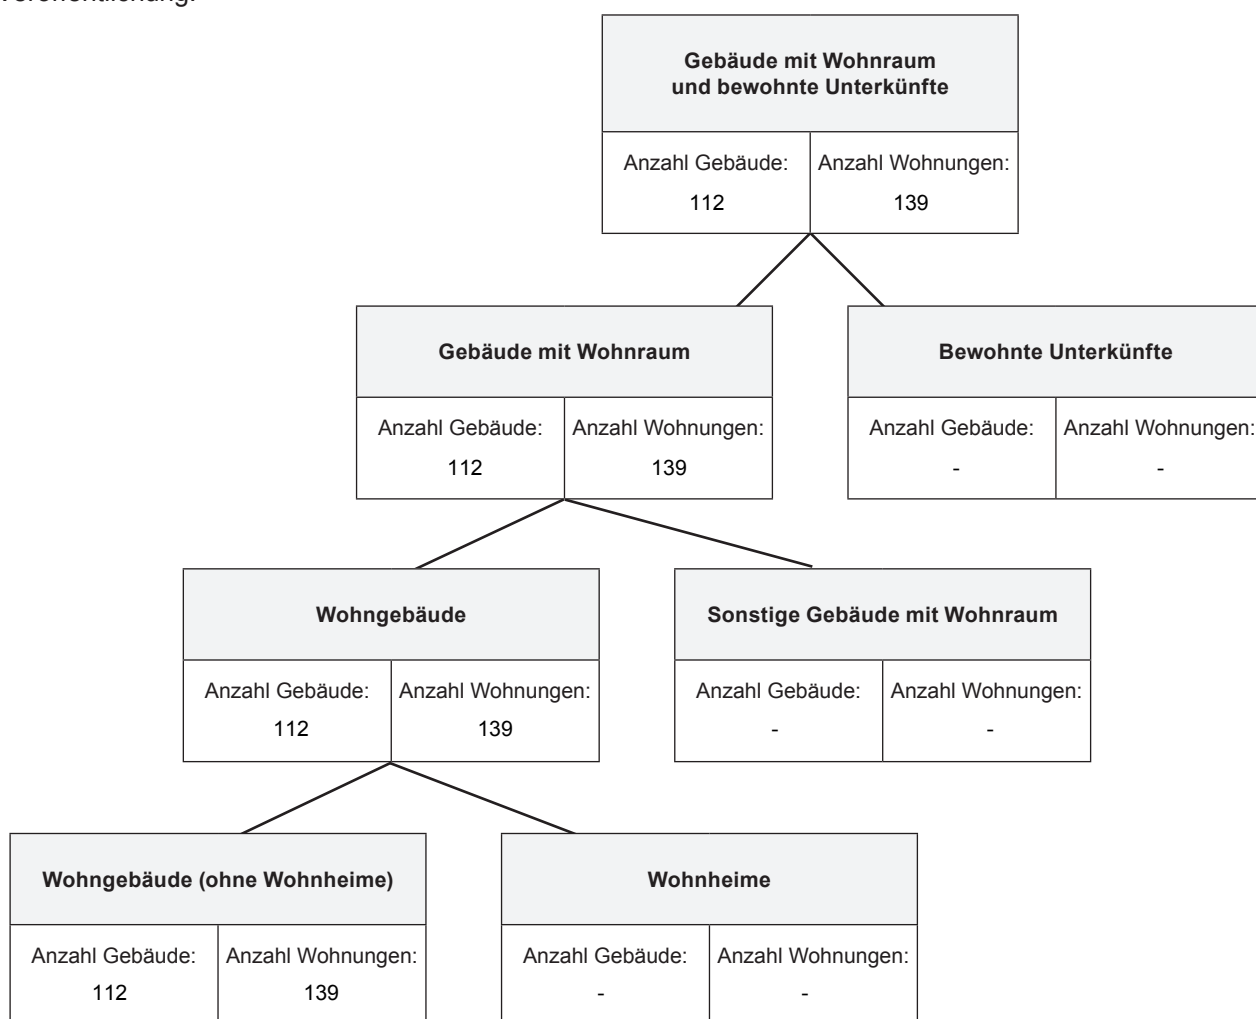 Veröffentlichung.
Gebäude mit Wohnraum
und bewohnte Unterkünfte
Anzahl Gebäude: Anzahl Wohnungen:
112 139
Gebäude mit Wohnraum Bewohnte Unterkünfte
Anzahl Gebäude: Anzahl Wohnungen: Anzahl Gebäude: Anzahl Wohnungen:
112 139 - -
Wohngebäude Sonstige Gebäude mit Wohnraum
Anzahl Gebäude: Anzahl Wohnungen: Anzahl Gebäude: Anzahl Wohnungen:
112 139 - -
Wohngebäude (ohne Wohnheime) Wohnheime
Anzahl Gebäude: Anzahl Wohnungen: Anzahl Gebäude: Anzahl Wohnungen:
112 139 - -